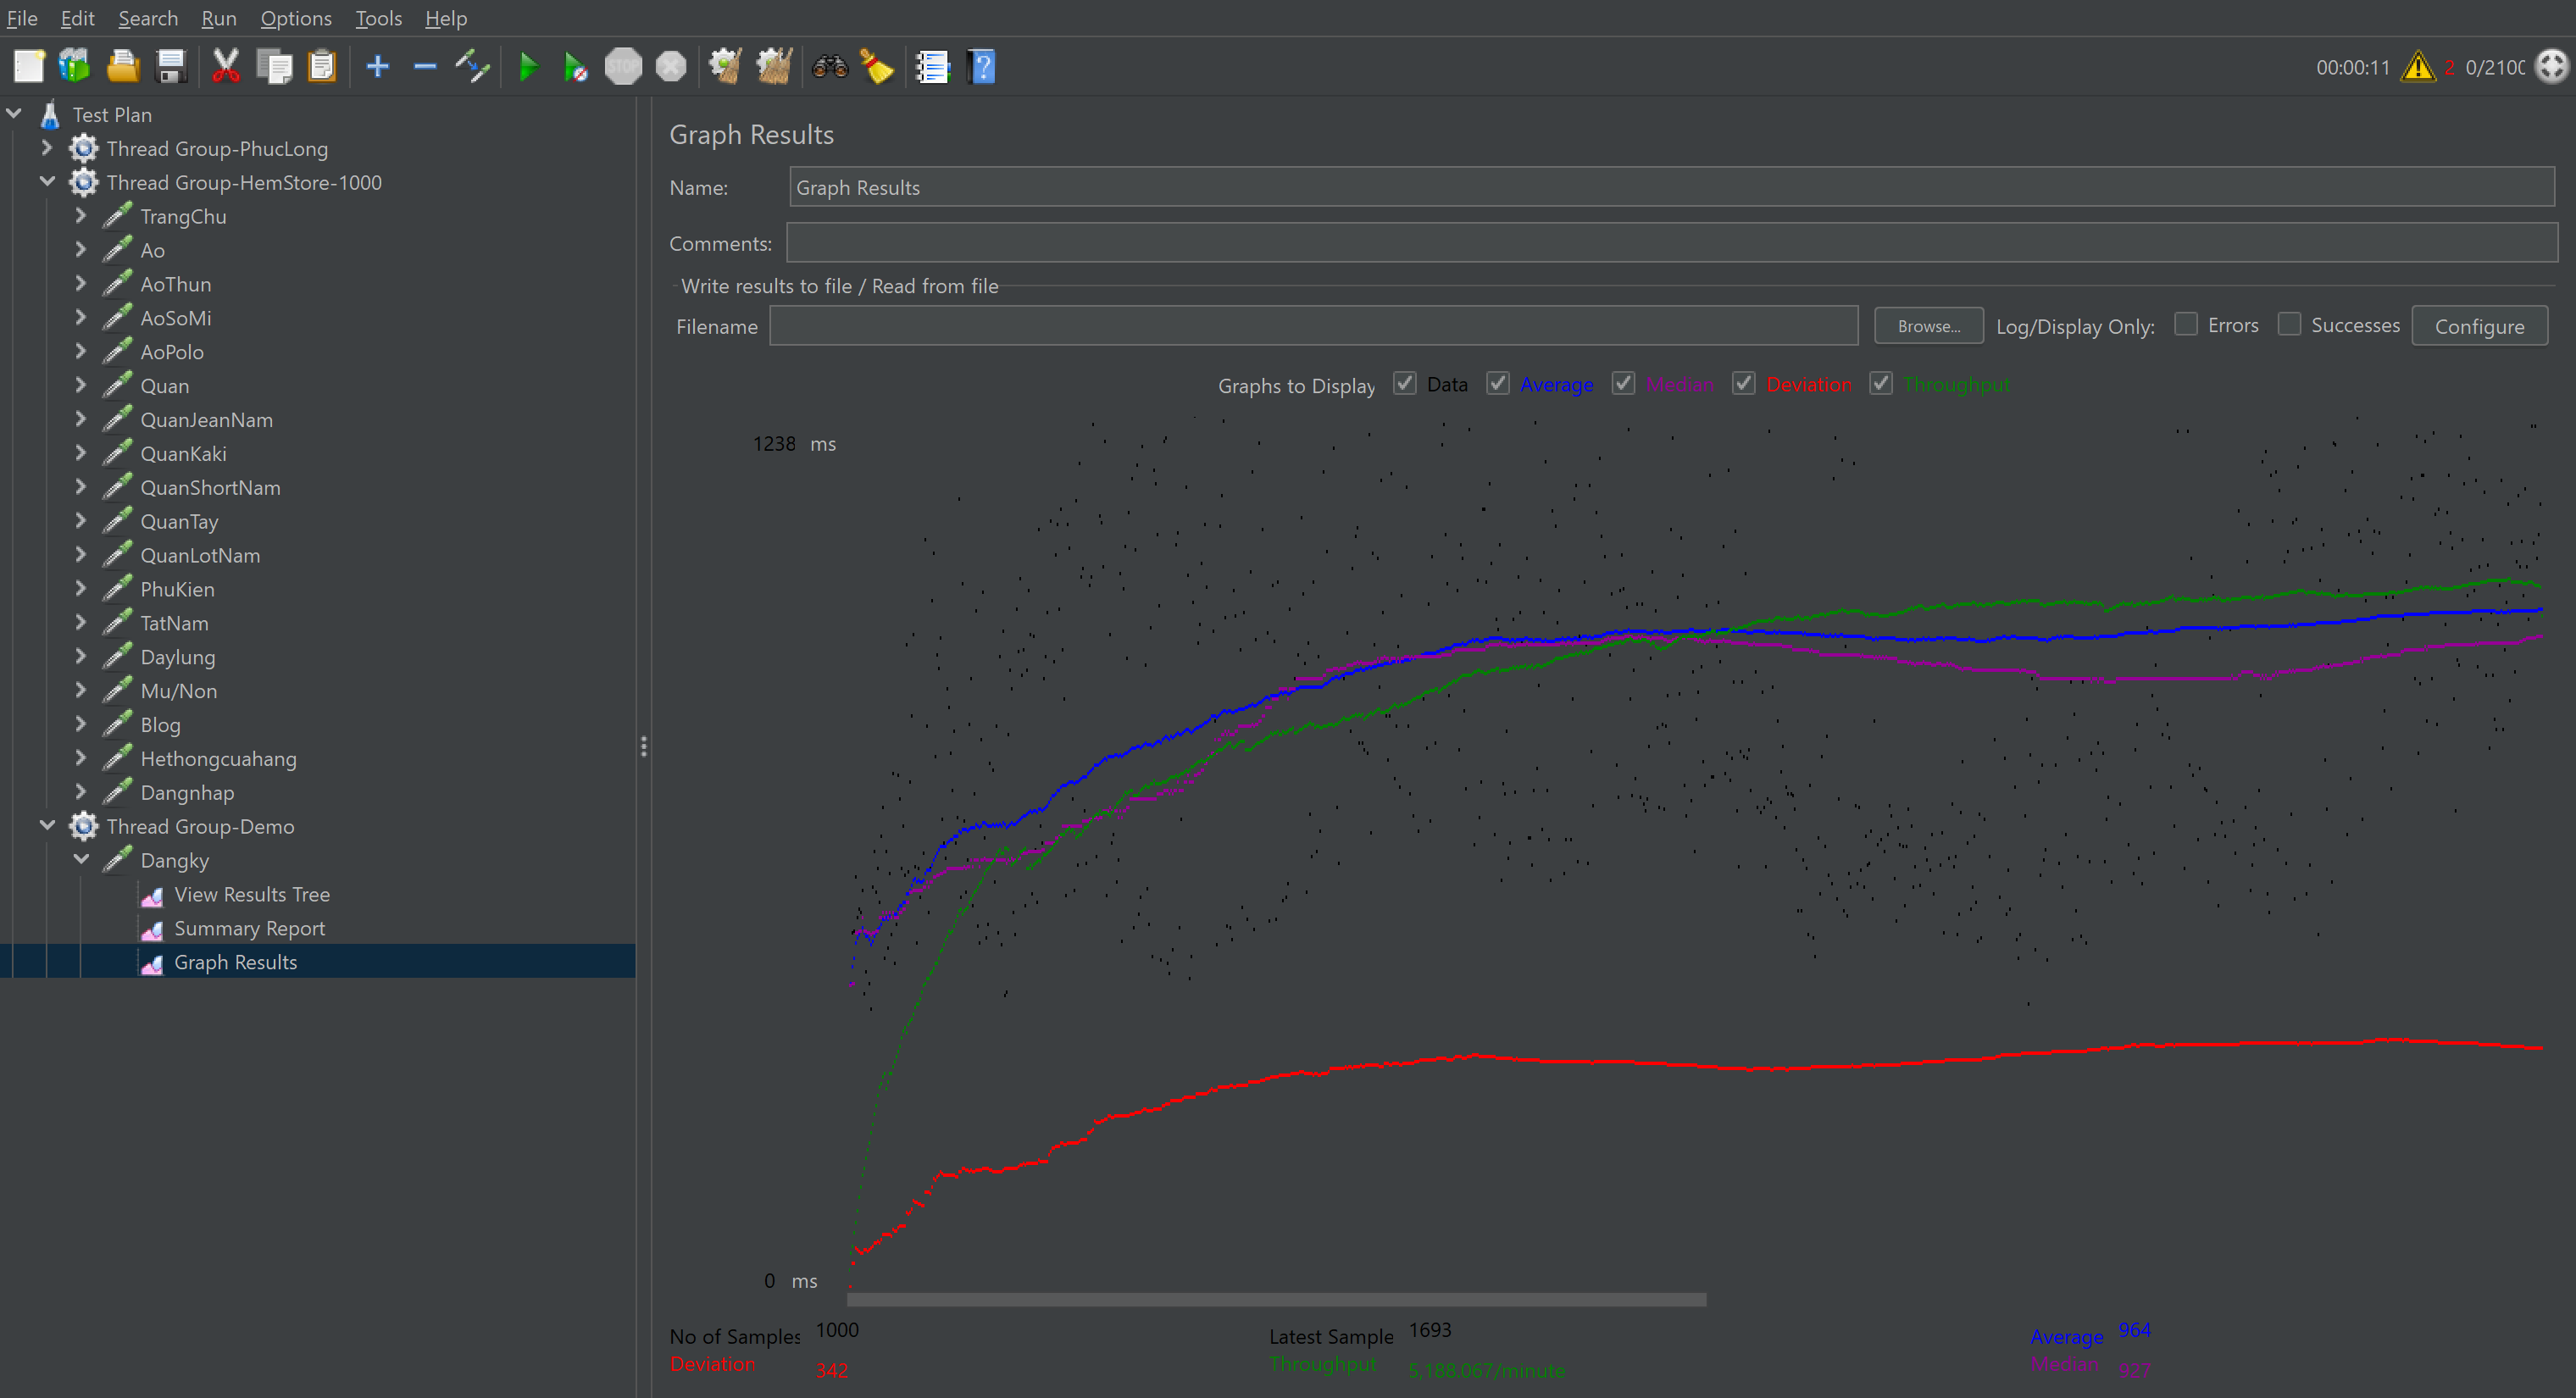 File Edit Search Run Options Tools Help
STOP
00:00:11 2 0/2100
Test Plan
Thread Group-PhucLong
Thread Group-HemStore-1000
TrangChu
Ao
AoThun
AoSoMi
AoPolo
Quan
QuanJeanNam
QuanKaki
QuanShortNam
QuanTay
QuanLotNam
PhuKien
TatNam
Daylung
Mu/Non
Blog
Hethongcuahang
Dangnhap
Thread Group-Demo
Dangky
View Results Tree
Summary Report
Graph Results
Graph Results
Name: Graph Results
Comments:
Write results to file / Read from file
Filename Browse... Log/Display Only: Errors Successes Configure
Graphs to Display Data Average Median Deviation Throughput
1238 ms
0 ms
No of Samples 1000 Latest Sample 1693 Average 964
Deviation 342 Throughput 5,188.067/minute Median 927